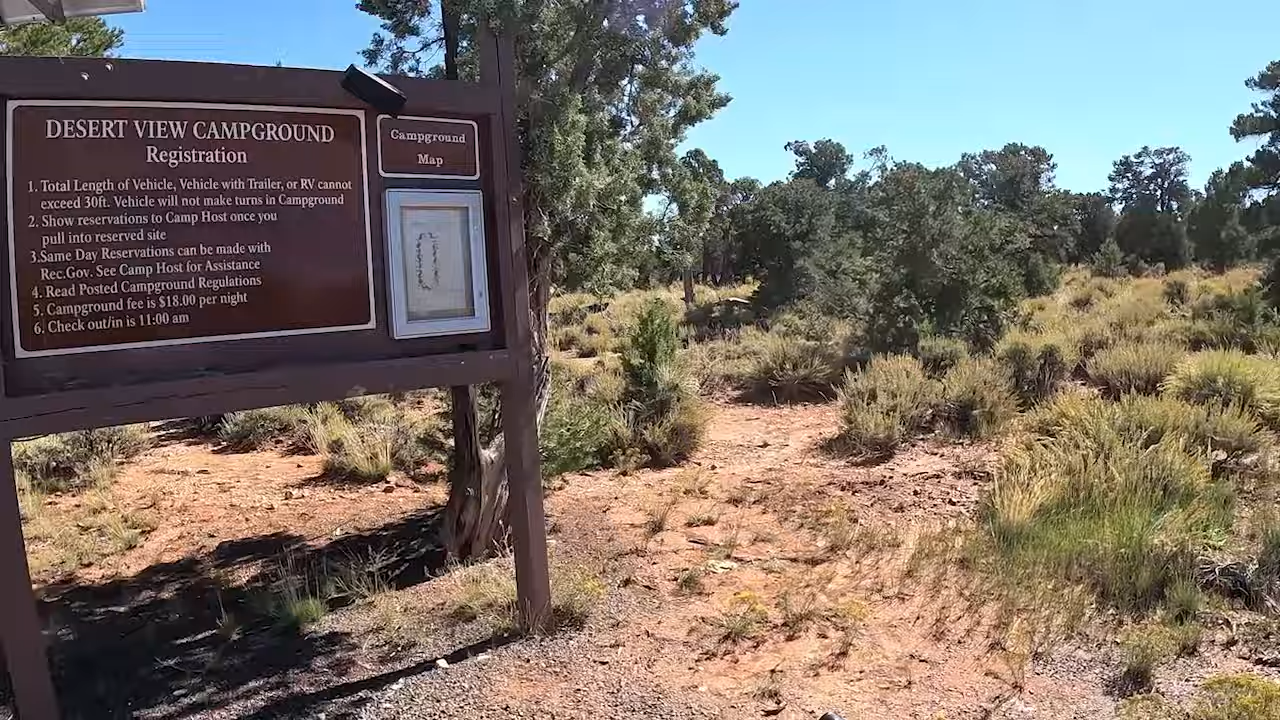 DESERT VIEW CAMPGROUND
Registration
1. Total Length of Vehicle, Vehicle with Trailer, or RV cannot
exceed 30ft. Vehicle will not make turns in Campground
2. Show reservations to Camp Host once you
pull into reserved site
3.Same Day Reservations can be made with
Rec.Gov. See Camp Host for Assistance
4. Read Posted Campground Regulations
5. Campground fee is $18.00 per night
6. Check out/in is 11:00 am
Campground
Map